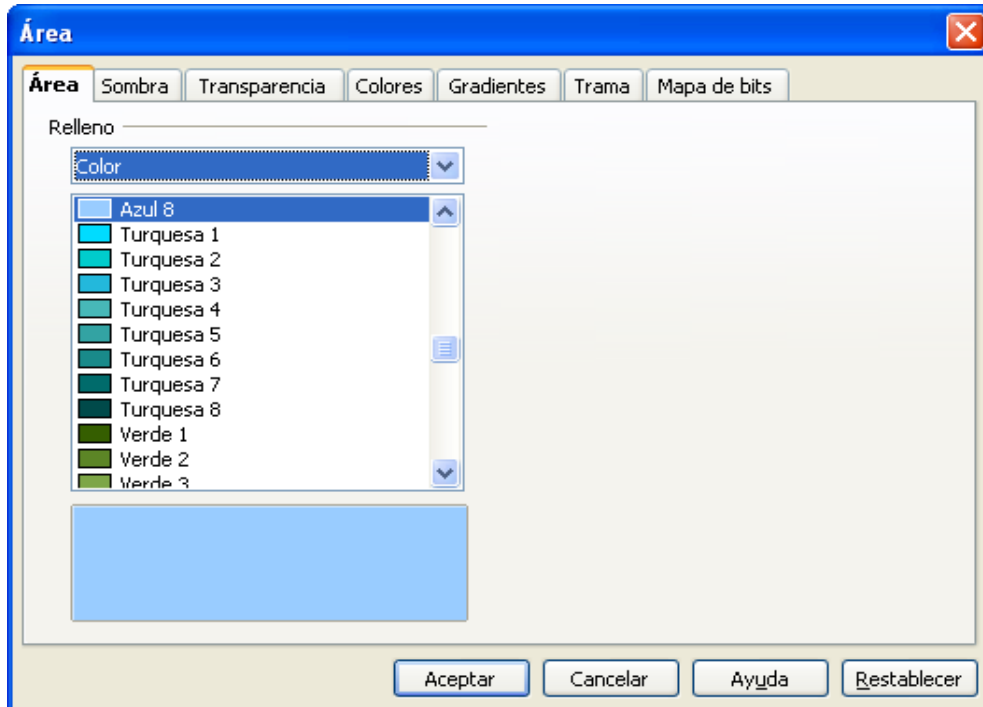 Área
Área Sombra Transparencia Colores Gradientes Trama Mapa de bits
Relleno
Color
Azul 8
Turquesa 1
Turquesa 2
Turquesa 3
Turquesa 4
Turquesa 5
Turquesa 6
Turquesa 7
Turquesa 8
Verde 1
Verde 2
Verde 3
Aceptar Cancelar Ayuda Restablecer